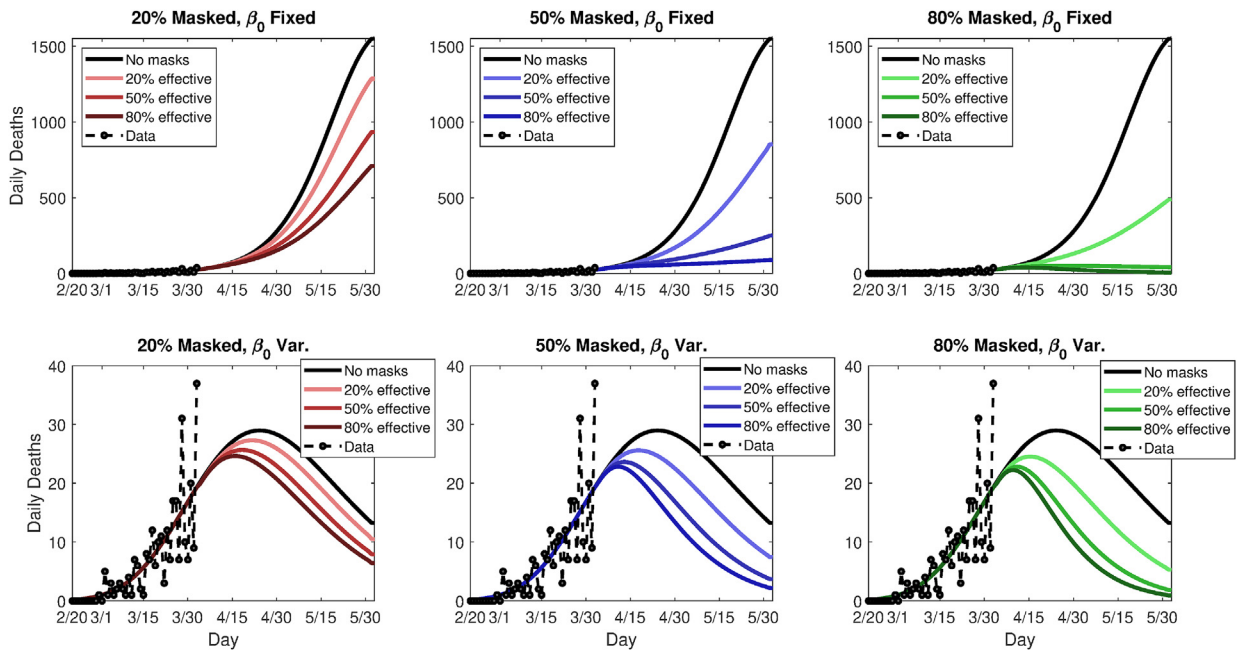 20% Masked, β0 Fixed
50% Masked, β0 Fixed
80% Masked, β0 Fixed
Daily Deaths
1500
1000
500
0
No masks
20% effective
50% effective
80% effective
Data
2/20 3/1 3/15 3/30 4/15 4/30 5/15 5/30
1500
1000
500
0
No masks
20% effective
50% effective
80% effective
Data
2/20 3/1 3/15 3/30 4/15 4/30 5/15 5/30
1500
1000
500
0
No masks
20% effective
50% effective
80% effective
Data
2/20 3/1 3/15 3/30 4/15 4/30 5/15 5/30
20% Masked, β0 Var.
50% Masked, β0 Var.
80% Masked, β0 Var.
Daily Deaths
40
30
20
10
0
No masks
20% effective
50% effective
80% effective
Data
2/20 3/1 3/15 3/30 4/15 4/30 5/15 5/30
Day
40
30
20
10
0
No masks
20% effective
50% effective
80% effective
Data
2/20 3/1 3/15 3/30 4/15 4/30 5/15 5/30
Day
40
30
20
10
0
No masks
20% effective
50% effective
80% effective
Data
2/20 3/1 3/15 3/30 4/15 4/30 5/15 5/30
Day